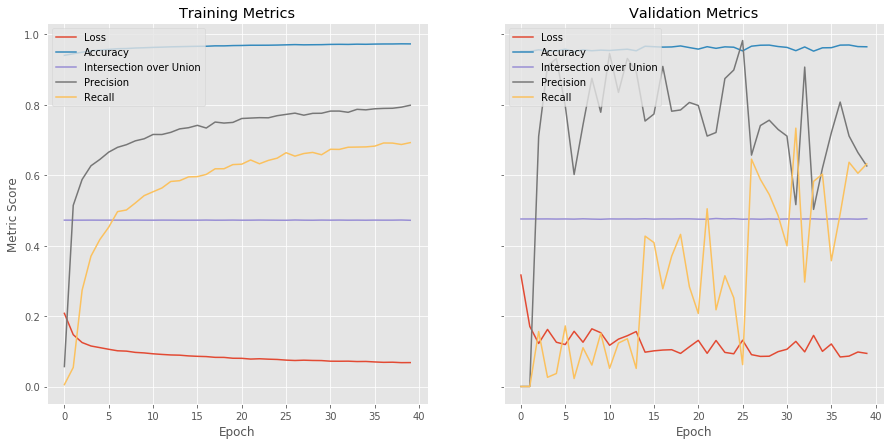 Training Metrics
Validation Metrics
Loss
Accuracy
Intersection over Union
Precision
Recall
Loss
Accuracy
Intersection over Union
Precision
Recall
Metric Score
1.0
0.8
0.6
0.4
0.2
0.0
0 5 10 15 20 25 30 35 40
0 5 10 15 20 25 30 35 40
Epoch
Epoch